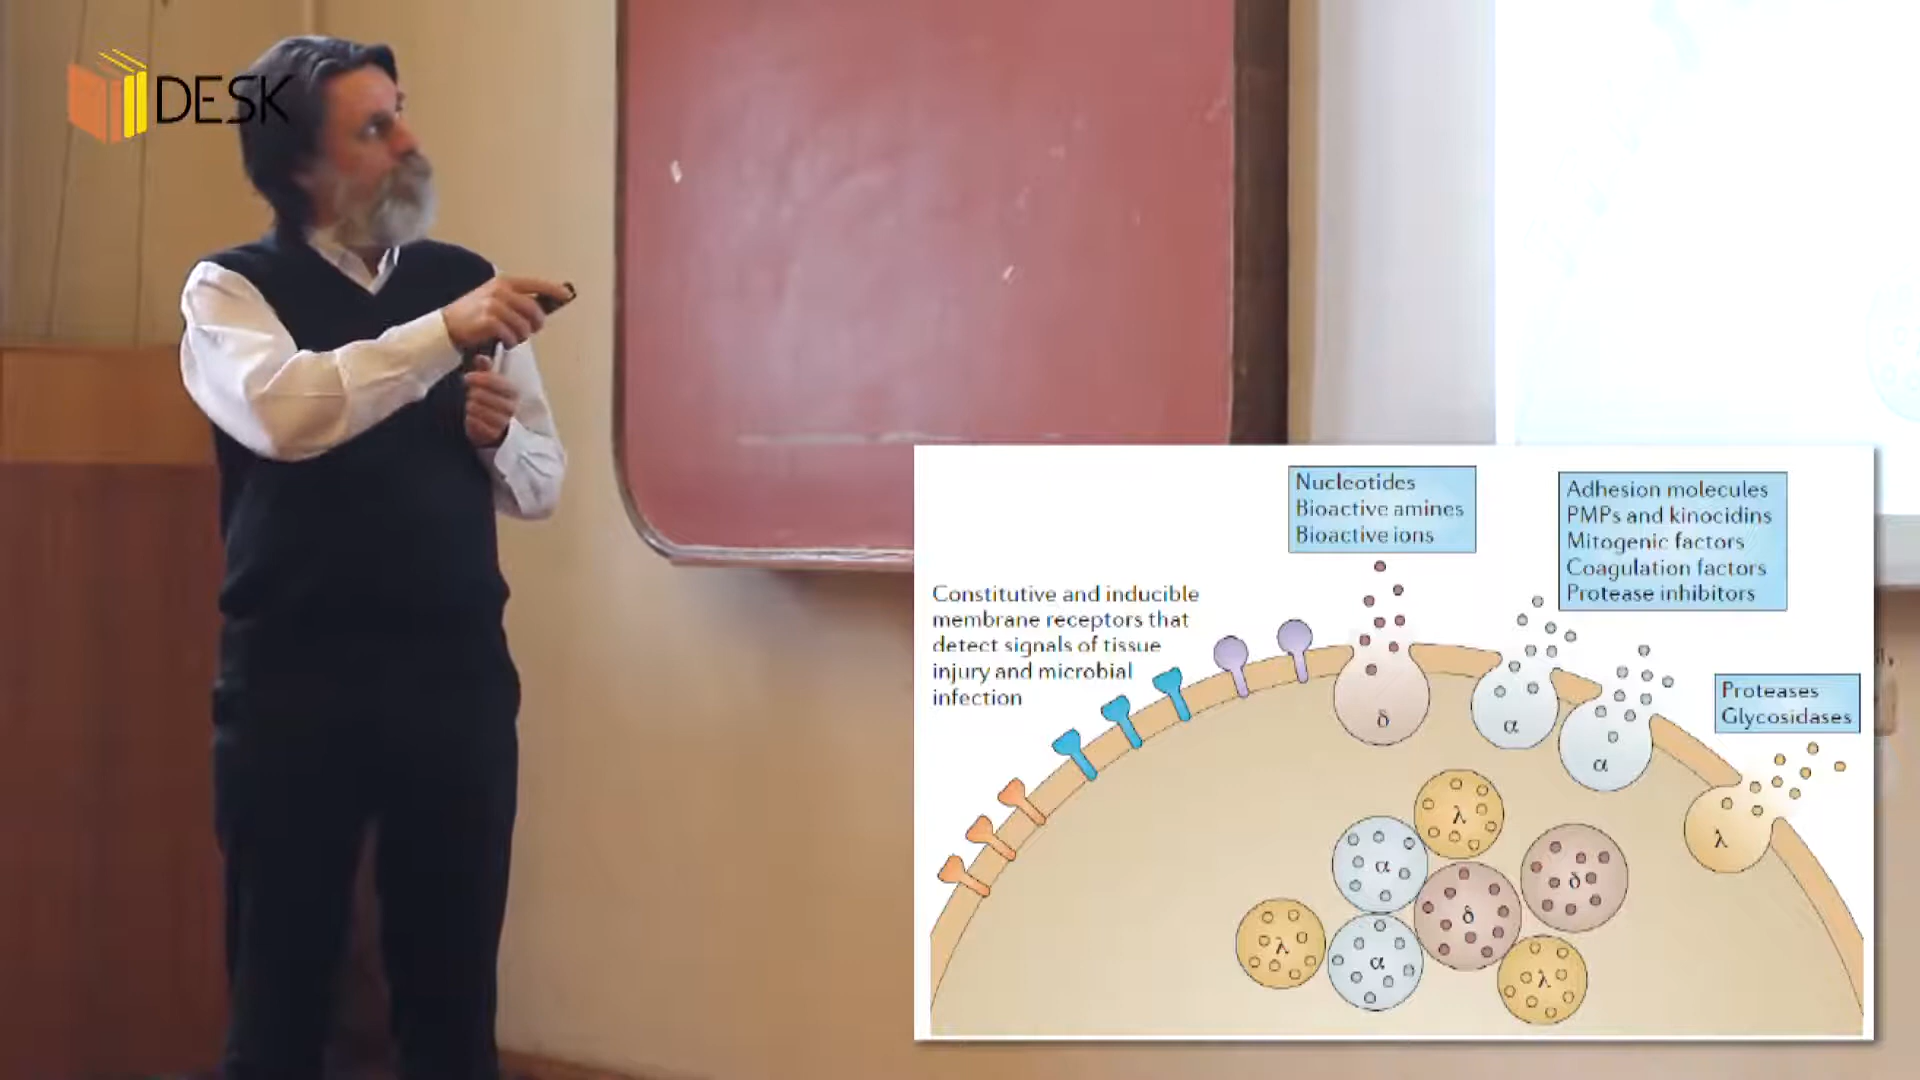 DESK
Nucleotides
Bioactive amines
Bioactive ions
Adhesion molecules
PMPs and kinocidins
Mitogenic factors
Coagulation factors
Protease inhibitors
Constitutive and inducible
membrane receptors that
detect signals of tissue
injury and microbial
infection
Proteases
Glycosidases
δ
α
α
λ
λ
α
δ
δ
λ
α
λ